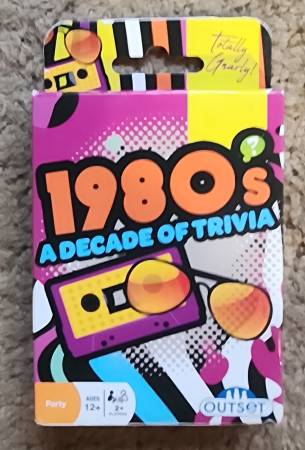 Totally
Gnarly!
?
1980s
A DECADE OF TRIVIA
Party
AGES
12+
2+
PLAYERS
OUTSET